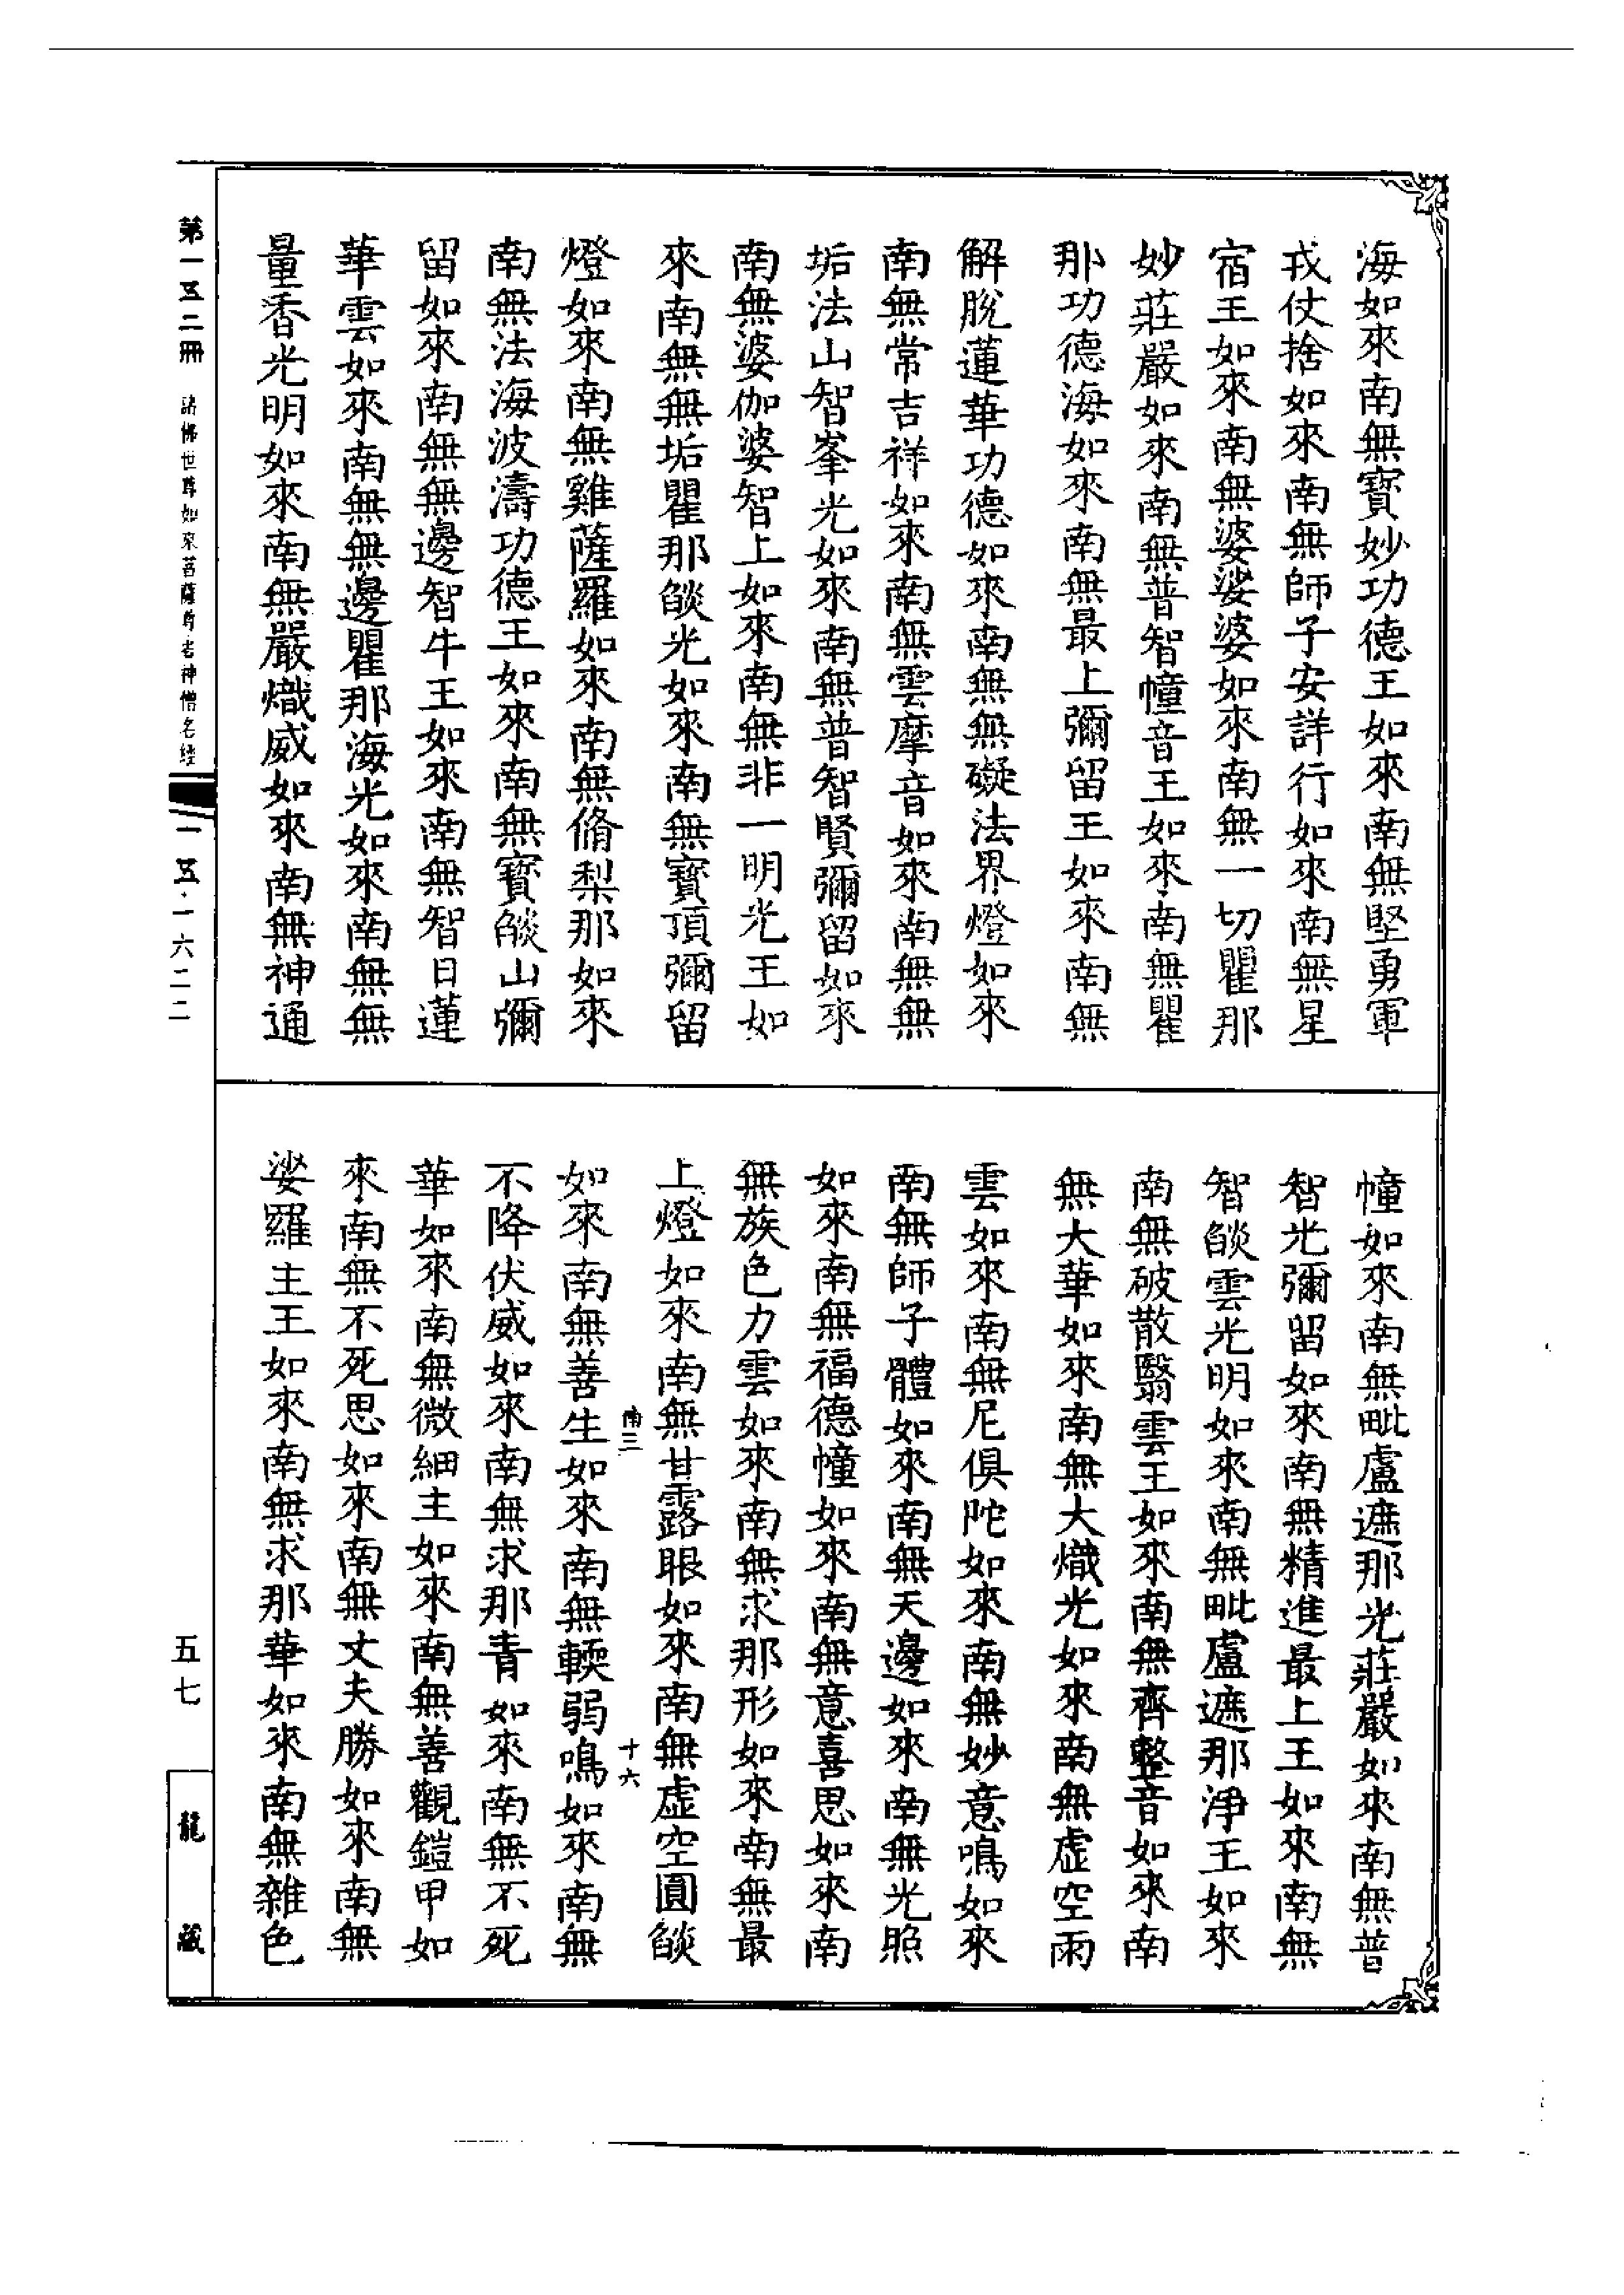 海如來南無寶妙功德王如來南無堅勇軍
戎仗捨如來南無師子安詳行如來南無星
宿王如來南無婆娑婆如來南無一切瞿那
妙莊嚴如來南無普智幢音王如來南無瞿
那功德海如來南無最上彌留王如來南無
解脫蓮華功德如來南無無礙法界燈如來
南無常吉祥如來南無雲摩音如來南無無
垢法山智峯光如來南無普智賢彌留如來
南無婆伽婆智上如來南無非一明光王如
來南無無垢瞿那燄光如來南無寶頂彌留
燈如來南無雞薩羅如來南無脩梨那如來
南無法海波濤功德王如來南無寶燄山彌
留如來南無無邊智牛王如來南無智日蓮
華雲如來南無無邊瞿那海光如來南無無
量香光明如來南無嚴熾威如來南無神通
幢如來南無毗盧遮那光莊嚴如來南無普
智光彌留如來南無精進最上王如來南無
智燄雲光明如來南無毗盧遮那淨王如來
南無破散翳雲王如來南無齊整音如來南
無大華如來南無大熾光如來南無虛空雨
雲如來南無尼俱陀如來南無妙意鳴如來
南無師子體如來南無天邊如來南無光照
如來南無福德幢如來南無意喜思如來南
無族色力雲如來南無求那形如來南無最
上燈如來南無甘露眼如來南無虛空圓燄
南三 十六
如來南無善生如來南無輭弱鳴如來南無
不降伏威如來南無求那青如來南無不死
華如來南無微細主如來南無善觀鎧甲如
來南無不死思如來南無丈夫勝如來南無
娑羅主王如來南無求那華如來南無雜色
第一五二冊 諸佛世尊如來菩薩尊者神僧名經 一五·一六二二
五七
龍藏